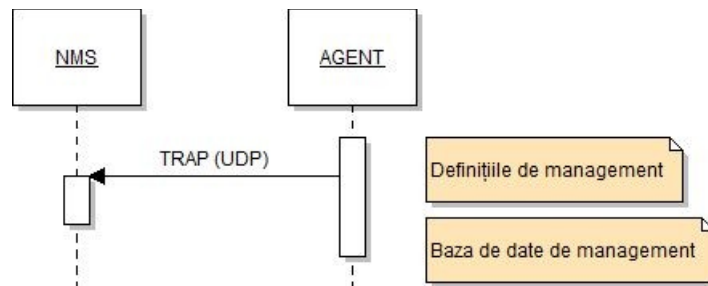 NMS
AGENT
TRAP (UDP)
Definițiile de management
Baza de date de management